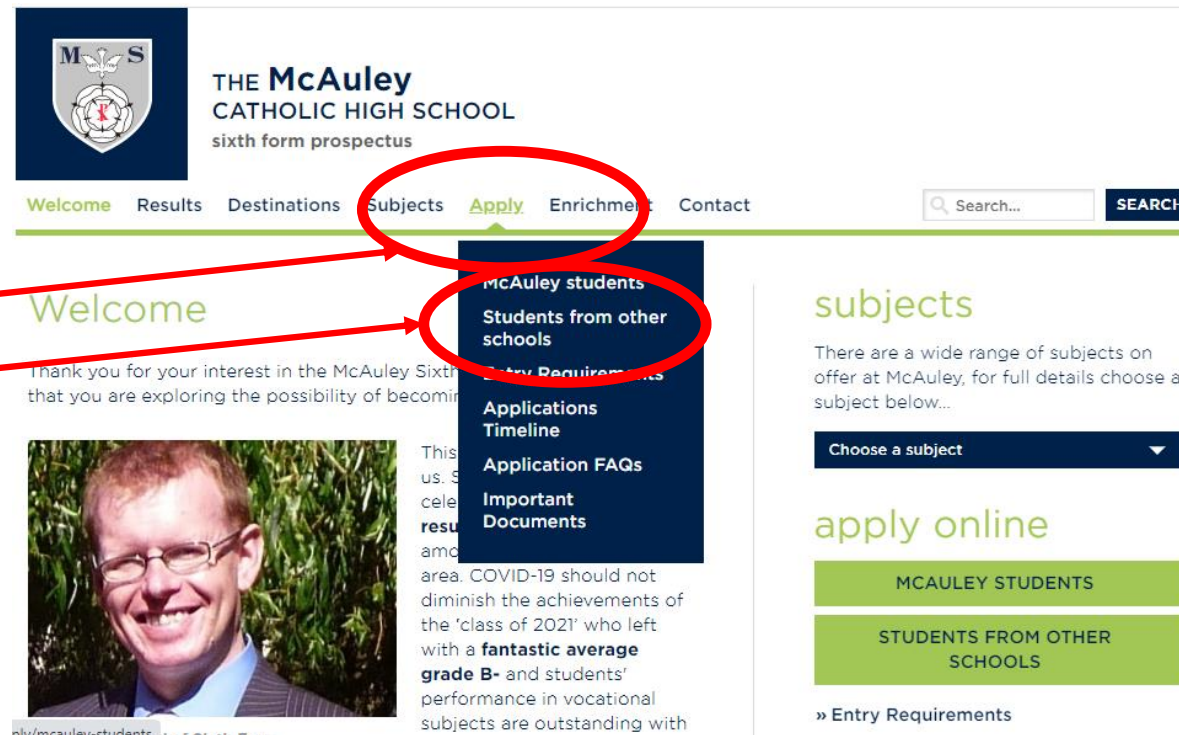 M S
THE McAuley
CATHOLIC HIGH SCHOOL
sixth form prospectus
Welcome Results Destinations Subjects Apply Enrichment Contact
Search...
SEARCH
McAuley students
Students from other
schools
Entry Requirements
Applications
Timeline
Application FAQs
Important
Documents
Welcome
Thank you for your interest in the McAuley Sixth
that you are exploring the possibility of
This
us.
area. COVID-19 should not
diminish the achievements of
the 'class of 2021' who left
with a fantastic average
grade B- and students'
performance in vocational
subjects are outstanding with
subjects
There are a wide range of subjects on
offer at McAuley, for full details choose a
subject below...
Choose a subject
apply online
MCAULEY STUDENTS
STUDENTS FROM OTHER
SCHOOLS
» Entry Requirements